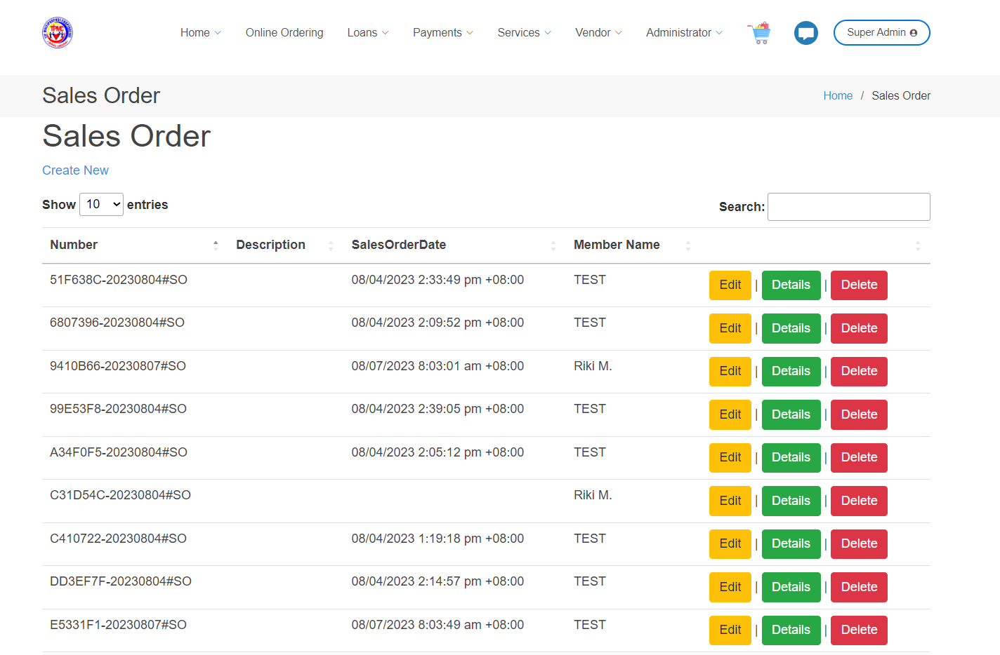 TPMC
Home Online Ordering Loans Payments Services Vendor Administrator Super Admin
Sales Order
Home / Sales Order
Sales Order
Create New
Show 10 entries
Search:
Number Description SalesOrderDate Member Name
51F638C-20230804#SO 08/04/2023 2:33:49 pm +08:00 TEST Edit | Details | Delete
6807396-20230804#SO 08/04/2023 2:09:52 pm +08:00 TEST Edit | Details | Delete
9410B66-20230807#SO 08/07/2023 8:03:01 am +08:00 Riki M. Edit | Details | Delete
99E53F8-20230804#SO 08/04/2023 2:39:05 pm +08:00 TEST Edit | Details | Delete
A34F0F5-20230804#SO 08/04/2023 2:05:12 pm +08:00 TEST Edit | Details | Delete
C31D54C-20230804#SO Riki M. Edit | Details | Delete
C410722-20230804#SO 08/04/2023 1:19:18 pm +08:00 TEST Edit | Details | Delete
DD3EF7F-20230804#SO 08/04/2023 2:14:57 pm +08:00 TEST Edit | Details | Delete
E5331F1-20230807#SO 08/07/2023 8:03:49 am +08:00 TEST Edit | Details | Delete